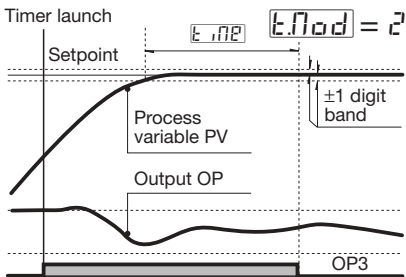 Timer launch
t.iME
t.Mod = 2
Setpoint
±1 digit
band
Process
variable PV
Output OP
OP3